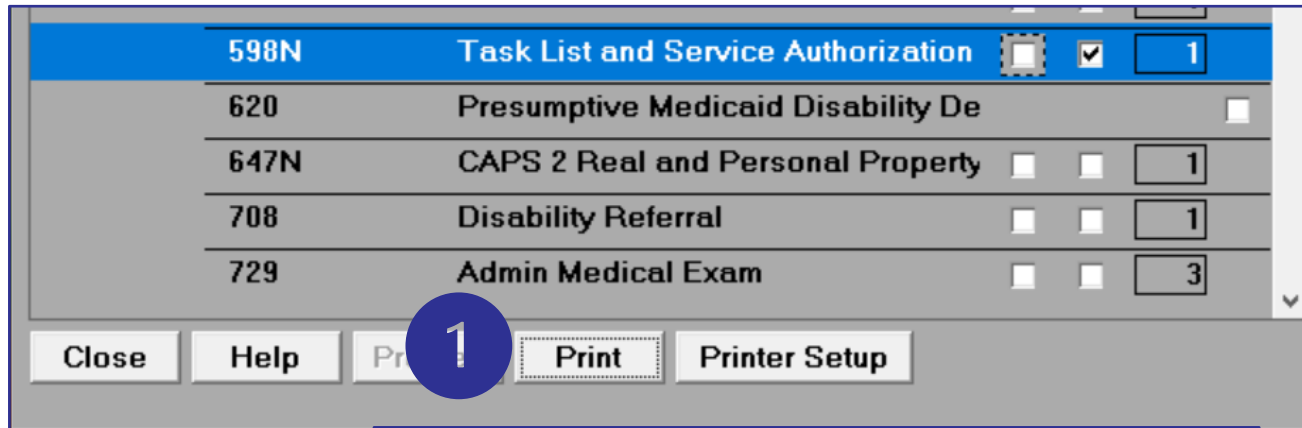 598N Task List and Service Authorization 1
620 Presumptive Medicaid Disability De
647N CAPS 2 Real and Personal Property 1
708 Disability Referral 1
729 Admin Medical Exam 3
Close Help 1 Print Printer Setup